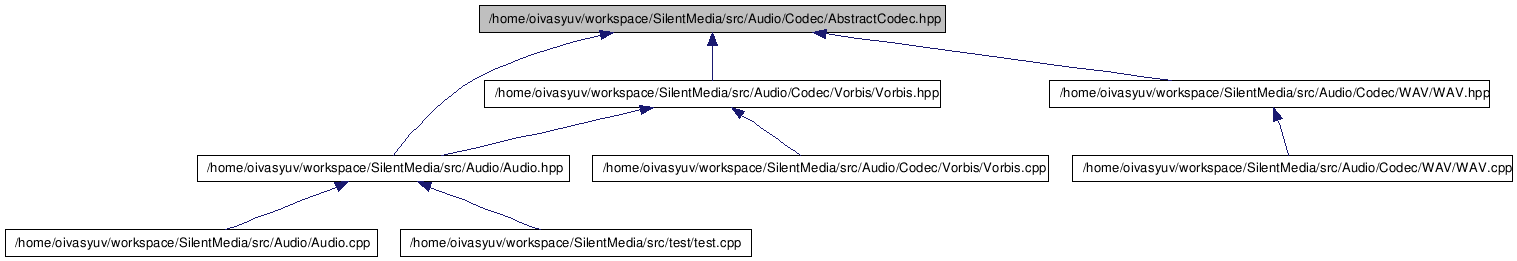 /home/oivasyuv/workspace/SilentMedia/src/Audio/Codec/AbstractCodec.hpp
/home/oivasyuv/workspace/SilentMedia/src/Audio/Codec/Vorbis/Vorbis.hpp
/home/oivasyuv/workspace/SilentMedia/src/Audio/Codec/WAV/WAV.hpp
/home/oivasyuv/workspace/SilentMedia/src/Audio/Audio.hpp
/home/oivasyuv/workspace/SilentMedia/src/Audio/Codec/Vorbis/Vorbis.cpp
/home/oivasyuv/workspace/SilentMedia/src/Audio/Codec/WAV/WAV.cpp
/home/oivasyuv/workspace/SilentMedia/src/Audio/Audio.cpp
/home/oivasyuv/workspace/SilentMedia/src/test/test.cpp